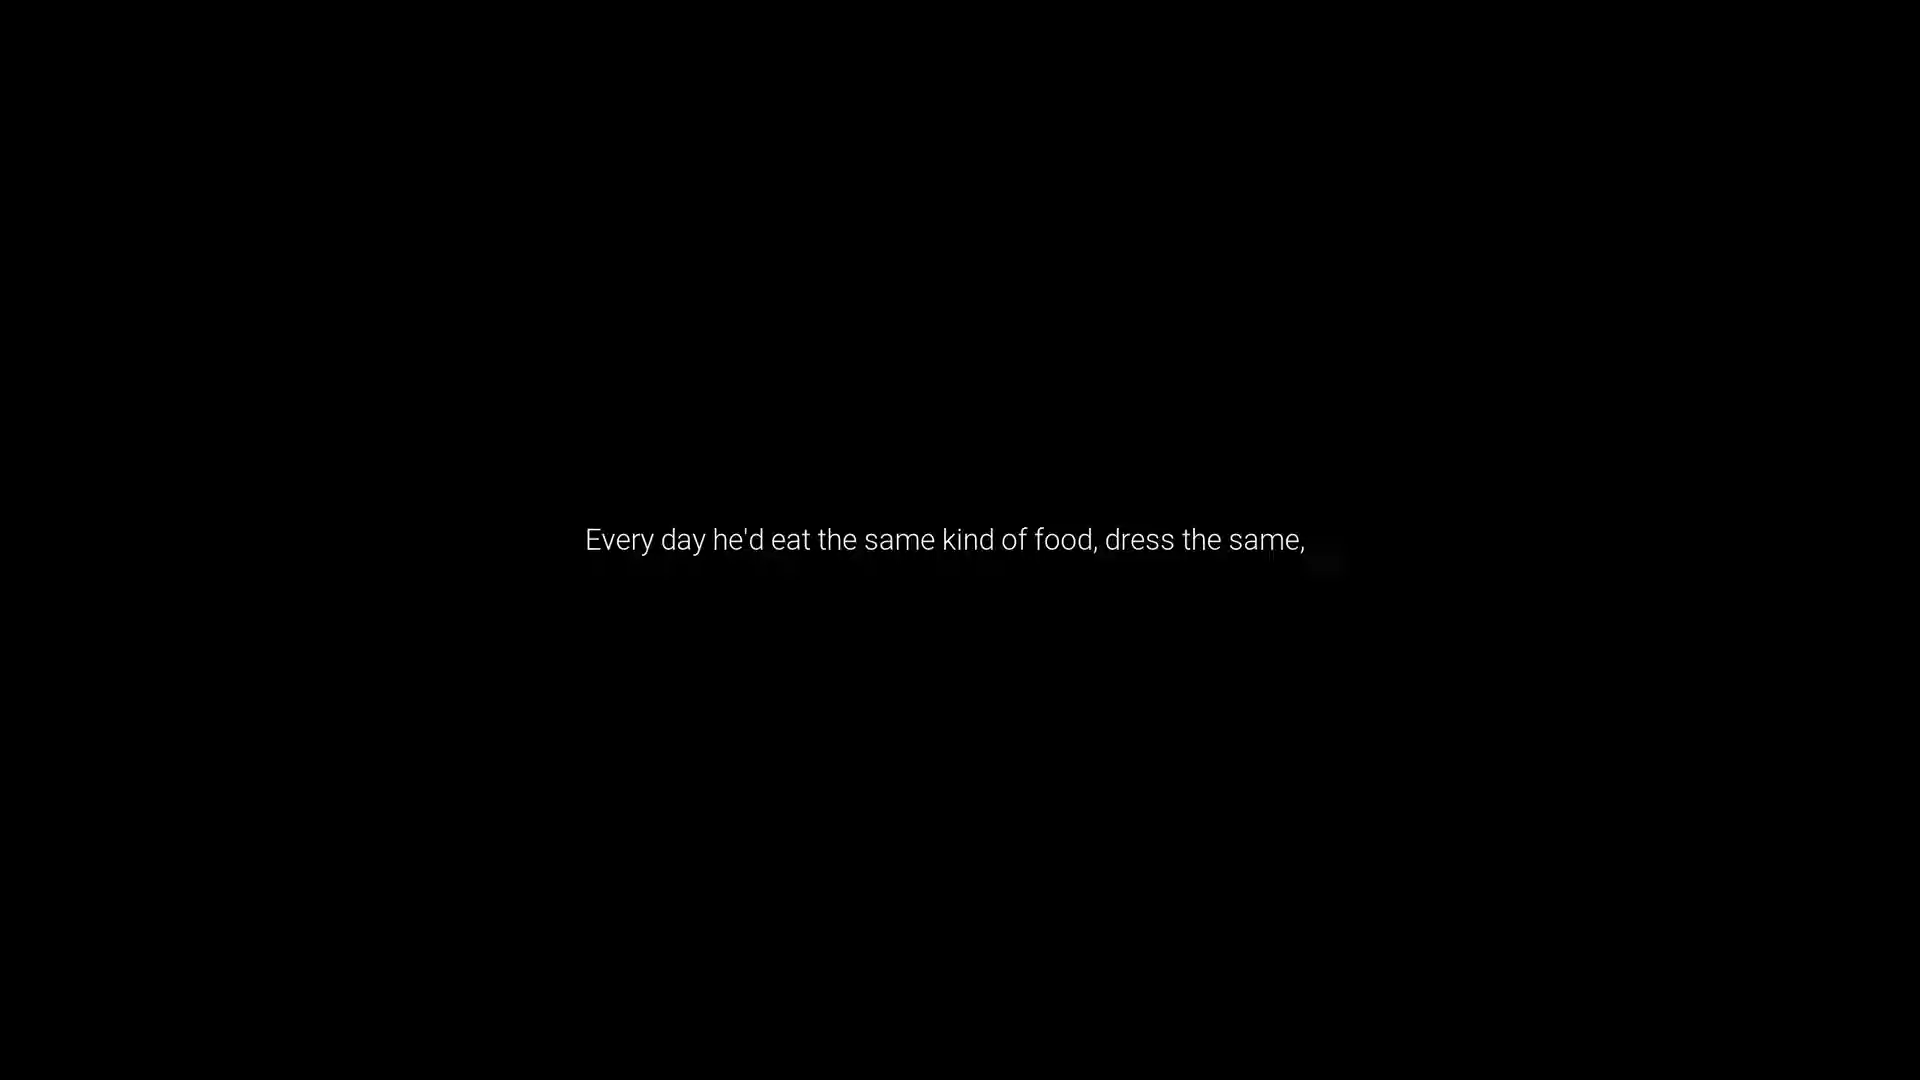 Every day he'd eat the same kind of food, dress the same,